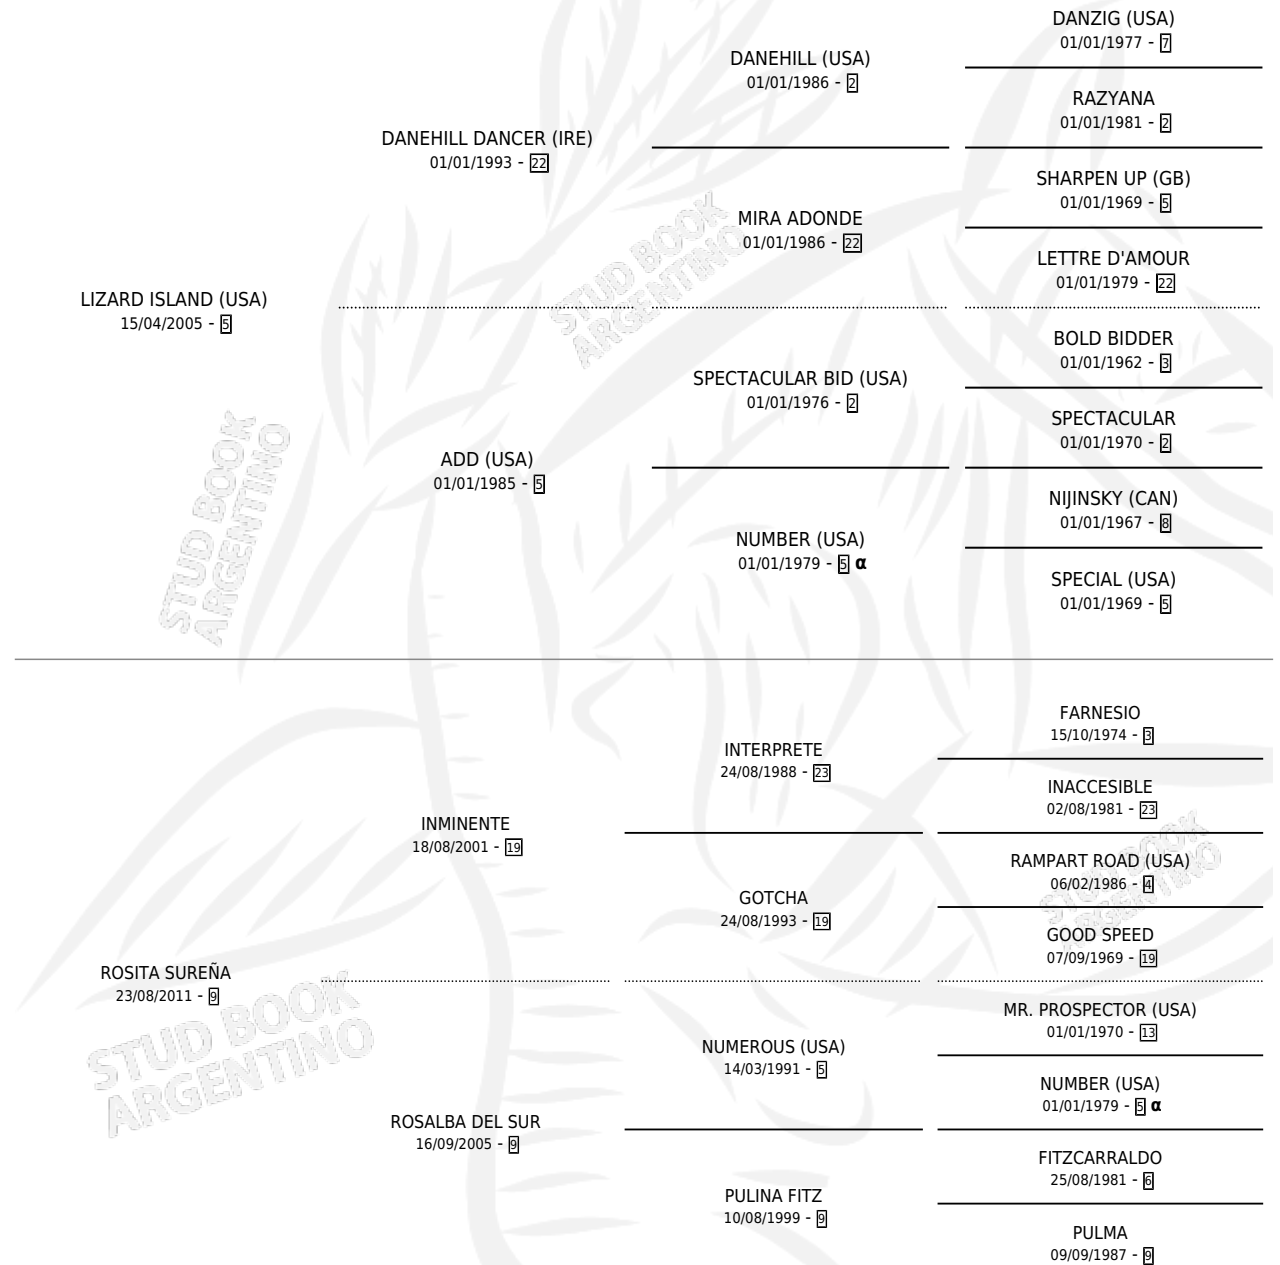 DANZIG (USA)
01/01/1977 - 7
DANEHILL (USA)
01/01/1986 - 2
RAZYANA
01/01/1981 - 2
DANEHILL DANCER (IRE)
01/01/1993 - 22
SHARPEN UP (GB)
01/01/1969 - 5
MIRA ADONDE
01/01/1986 - 22
LETTRE D'AMOUR
01/01/1979 - 22
LIZARD ISLAND (USA)
15/04/2005 - 5
BOLD BIDDER
01/01/1962 - 3
SPECTACULAR BID (USA)
01/01/1976 - 2
SPECTACULAR
01/01/1970 - 2
ADD (USA)
01/01/1985 - 5
NIJINSKY (CAN)
01/01/1967 - 8
NUMBER (USA)
01/01/1979 - 5 α
SPECIAL (USA)
01/01/1969 - 5
STUD BOOK
ARGENTINO
STUD BOOK
ARGENTINO
FARNESIO
15/10/1974 - 3
INTERPRETE
24/08/1988 - 23
INACCESIBLE
02/08/1981 - 23
INMINENTE
18/08/2001 - 19
RAMPART ROAD (USA)
06/02/1986 - 4
GOTCHA
24/08/1993 - 19
GOOD SPEED
07/09/1969 - 19
ROSITA SUREÑA
23/08/2011 - 9
MR. PROSPECTOR (USA)
01/01/1970 - 13
NUMEROUS (USA)
14/03/1991 - 5
NUMBER (USA)
01/01/1979 - 5 α
ROSALBA DEL SUR
16/09/2005 - 9
FITZCARRALDO
25/08/1981 - 6
PULINA FITZ
10/08/1999 - 9
PULMA
09/09/1987 - 9
STUD BOOK
ARGENTINO
STUD BOOK
ARGENTINO